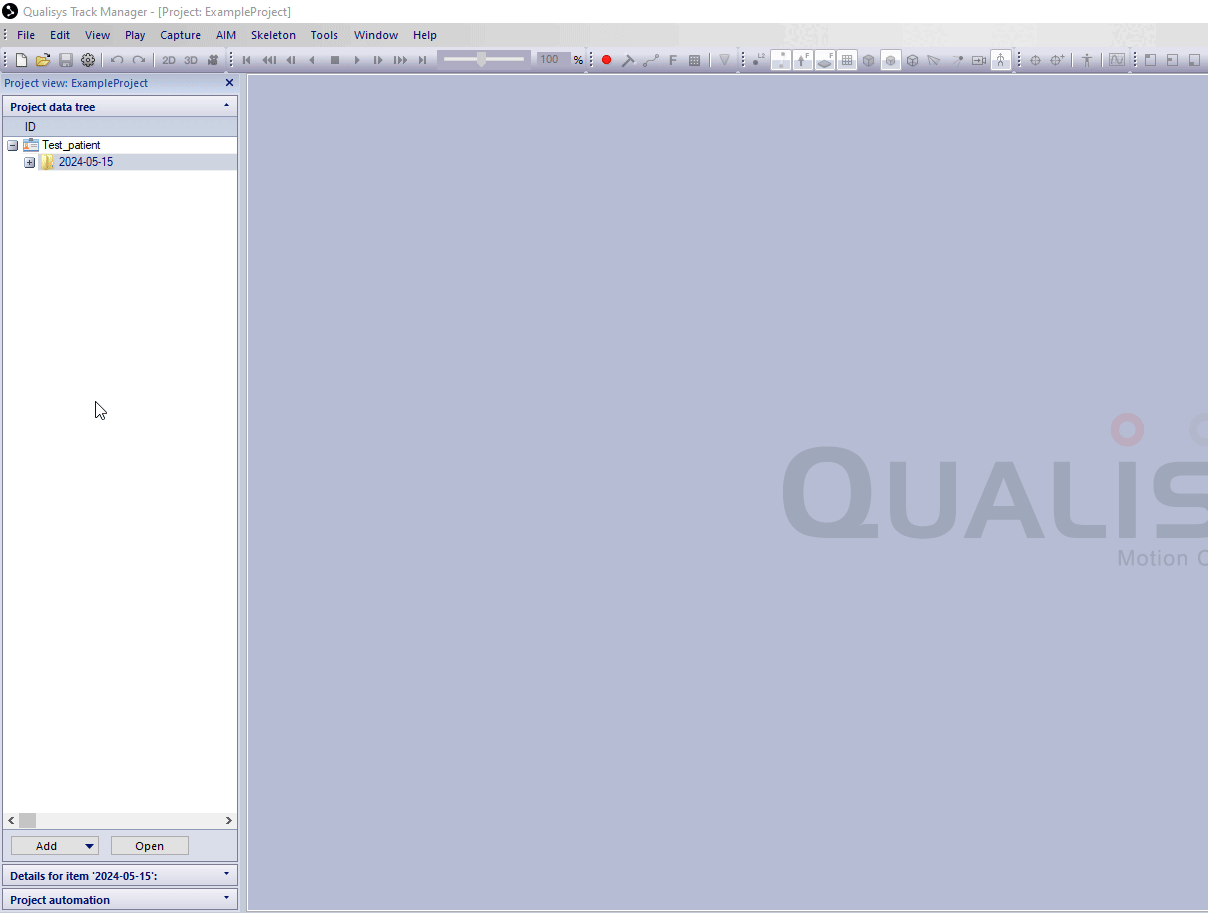 Qualisys Track Manager - [Project: ExampleProject]
File Edit View Play Capture AIM Skeleton Tools Window Help
2D 3D 100 % F L2 F F
Project view: ExampleProject
Project data tree
ID
Test_patient
2024-05-15
QUALIS
Motion C
Add Open
Details for item '2024-05-15':
Project automation